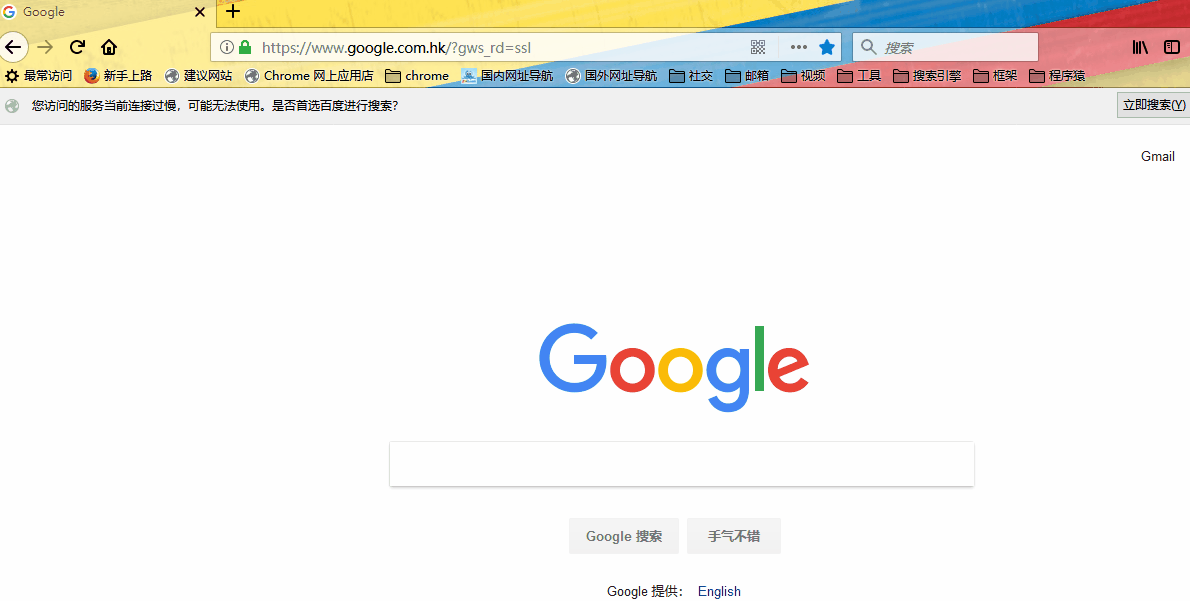 Google
https://www.google.com.hk/?gws_rd=ssl
搜索
最常访问 新手上路 建议网站 Chrome 网上应用店 chrome 国内网址导航 国外网址导航 社交 邮箱 视频 工具 搜索引擎 框架 程序猿
您访问的服务当前连接过慢，可能无法使用。是否首选百度进行搜索？ 立即搜索(Y)
Gmail
Google
Google 搜索 手气不错
Google 提供： English